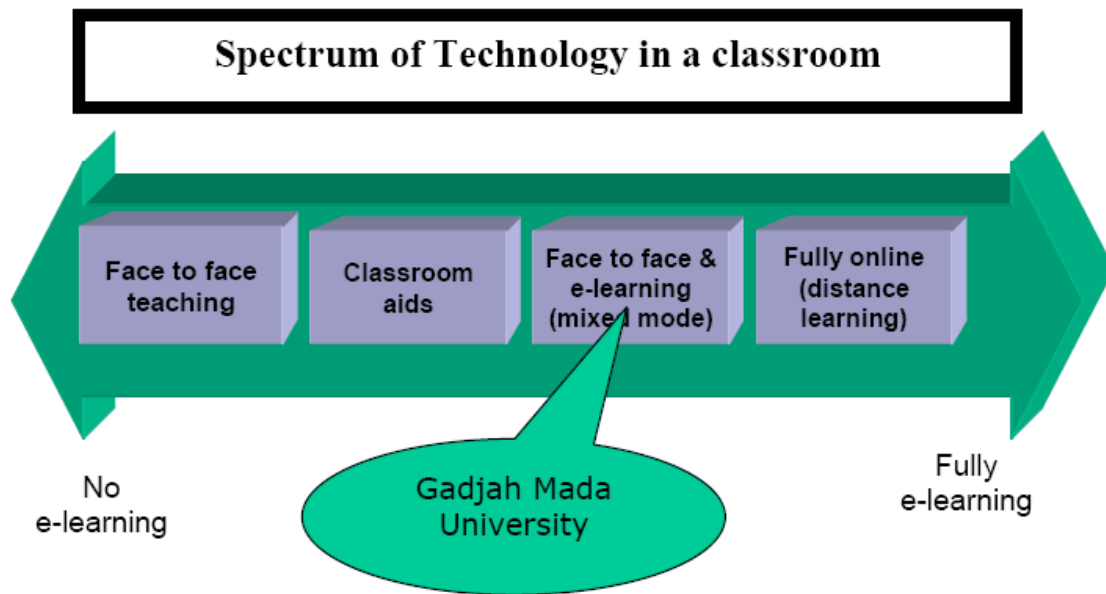 Spectrum of Technology in a classroom
Face to face
teaching
Classroom
aids
Face to face &
e-learning
(mixed mode)
Fully online
(distance
learning)
Gadjah Mada
University
No
e-learning
Fully
e-learning